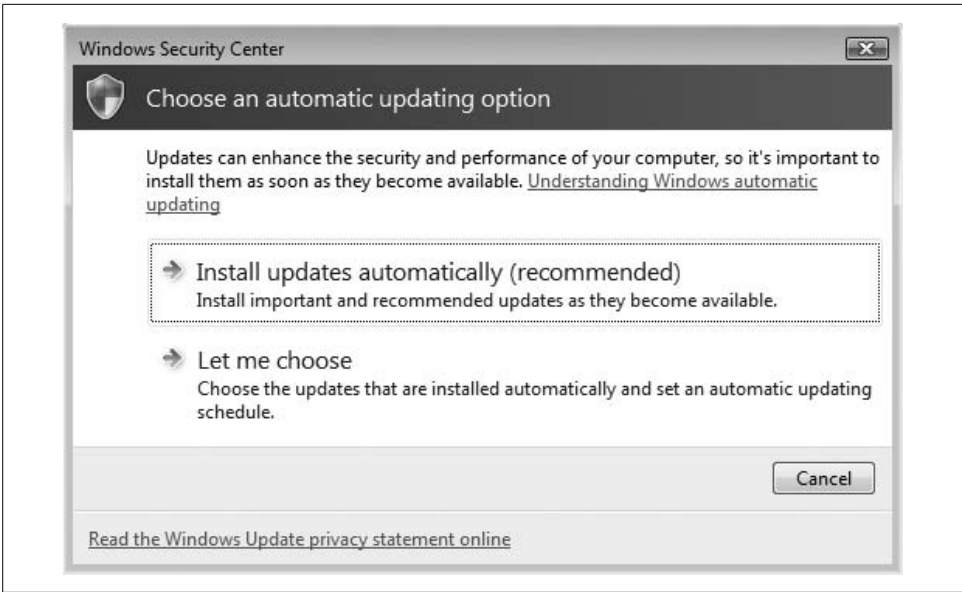 Windows Security Center
Choose an automatic updating option
Updates can enhance the security and performance of your computer, so it's important to
install them as soon as they become available. Understanding Windows automatic
updating
Install updates automatically (recommended)
Install important and recommended updates as they become available.
Let me choose
Choose the updates that are installed automatically and set an automatic updating
schedule.
Cancel
Read the Windows Update privacy statement online